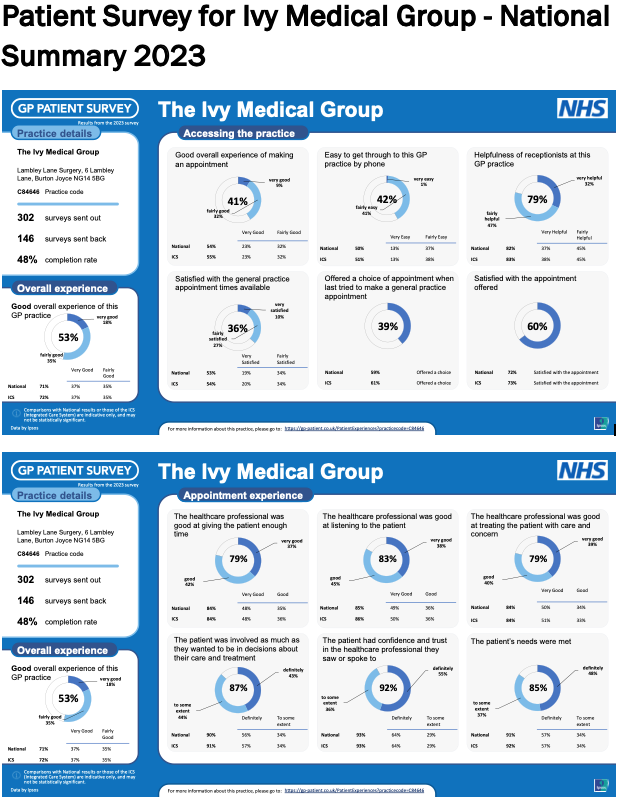 Patient Survey for Ivy Medical Group - National
Summary 2023
GP PATIENT SURVEY
Results from the 2023 survey
The Ivy Medical Group
NHS
Practice details
The Ivy Medical Group
Lambley Lane Surgery, 6 Lambley
Lane, Burton Joyce NG14 5BG
C84646 Practice code
302 surveys sent out
146 surveys sent back
48% completion rate
Overall experience
Good overall experience of this
GP practice
very good
18%
53%
fairly good
35%
Very Good Fairly
Good
National 71% 37% 35%
ICS 72% 37% 35%
Comparisons with National results or those of the ICS
(Integrated Care System) are indicative only, and may
not be statistically significant.
Data by Ipsos
Accessing the practice
Good overall experience of making
an appointment
very good
9%
41%
fairly good
32%
Very Good Fairly Good
National 54% 23% 32%
ICS 55% 23% 32%
Easy to get through to this GP
practice by phone
very easy
1%
42%
fairly easy
41%
Very Easy Fairly Easy
National 50% 13% 37%
ICS 51% 13% 38%
Helpfulness of receptionists at this
GP practice
very helpful
32%
79%
fairly
helpful
47%
Very Helpful Fairly
Helpful
National 82% 37% 45%
ICS 83% 38% 45%
Satisfied with the general practice
appointment times available
very
satisfied
10%
36%
fairly
satisfied
27%
Very
Satisfied
Fairly
Satisfied
National 53% 19% 34%
ICS 54% 20% 34%
Offered a choice of appointment when
last tried to make a general practice
appointment
39%
National 59% Offered a choice
ICS 61% Offered a choice
Satisfied with the appointment
offered
60%
National 72% Satisfied with the appointment
ICS 73% Satisfied with the appointment
For more information about this practice, please go to: https://gp-patient.co.uk/PatientExperiences?practicecode=C84646
Ipsos
GP PATIENT SURVEY
Results from the 2023 survey
The Ivy Medical Group
NHS
Practice details
The Ivy Medical Group
Lambley Lane Surgery, 6 Lambley
Lane, Burton Joyce NG14 5BG
C84646 Practice code
302 surveys sent out
146 surveys sent back
48% completion rate
Overall experience
Good overall experience of this
GP practice
very good
18%
53%
fairly good
35%
Very Good Fairly
Good
National 71% 37% 35%
ICS 72% 37% 35%
Comparisons with National results or those of the ICS
(Integrated Care System) are indicative only, and may
not be statistically significant.
Data by Ipsos
Appointment experience
The healthcare professional was
good at giving the patient enough
time
very good
37%
79%
good
42%
Very Good Good
National 84% 48% 35%
ICS 84% 48% 36%
The healthcare professional was good
at listening to the patient
very good
38%
83%
good
45%
Very Good Good
National 85% 49% 36%
ICS 86% 50% 36%
The healthcare professional was good
at treating the patient with care and
concern
very good
39%
79%
good
40%
Very Good Good
National 84% 50% 34%
ICS 84% 51% 33%
The patient was involved as much as
they wanted to be in decisions about
their care and treatment
definitely
43%
87%
to some
extent
44%
Definitely To some
extent
National 90% 56% 34%
ICS 91% 57% 34%
The patient had confidence and trust
in the healthcare professional they
saw or spoke to
definitely
55%
92%
to some
extent
36%
Definitely To some
extent
National 93% 64% 29%
ICS 93% 64% 29%
The patient's needs were met
definitely
48%
85%
to some
extent
37%
Definitely To some
extent
National 91% 57% 34%
ICS 92% 57% 34%
For more information about this practice, please go to: https://gp-patient.co.uk/PatientExperiences?practicecode=C84646
Ipsos